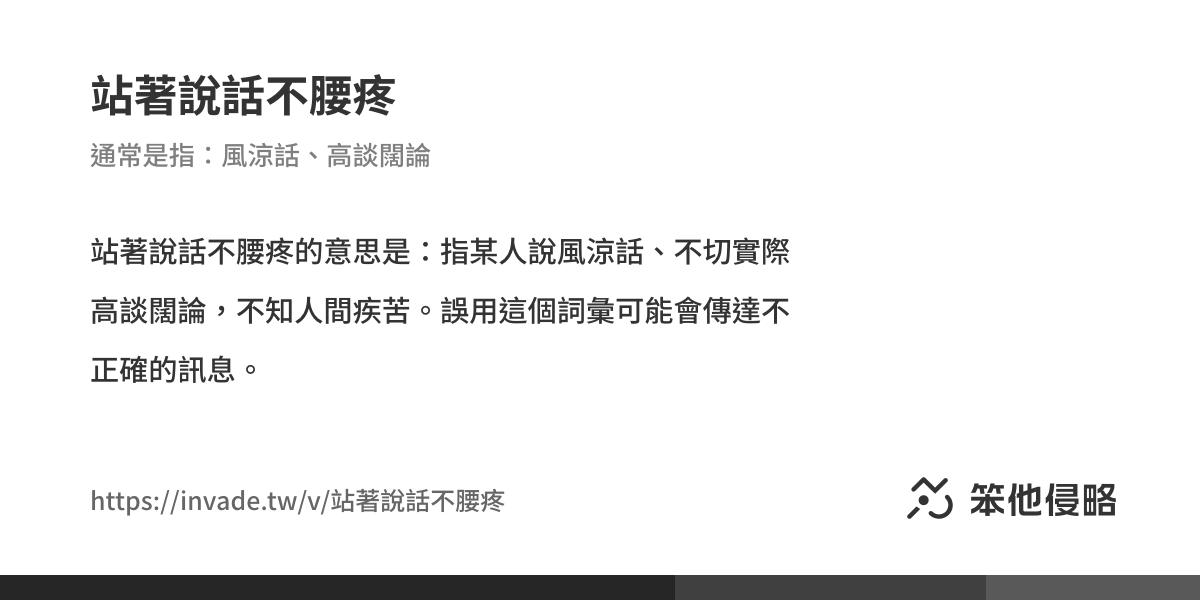 站著說話不腰疼
通常是指：風涼話、高談闊論
站著說話不腰疼的意思是：指某人說風涼話、不切實際
高談闊論，不知人間疾苦。誤用這個詞彙可能會傳達不
正確的訊息。
https://invade.tw/v/站著說話不腰疼
笨他侵略